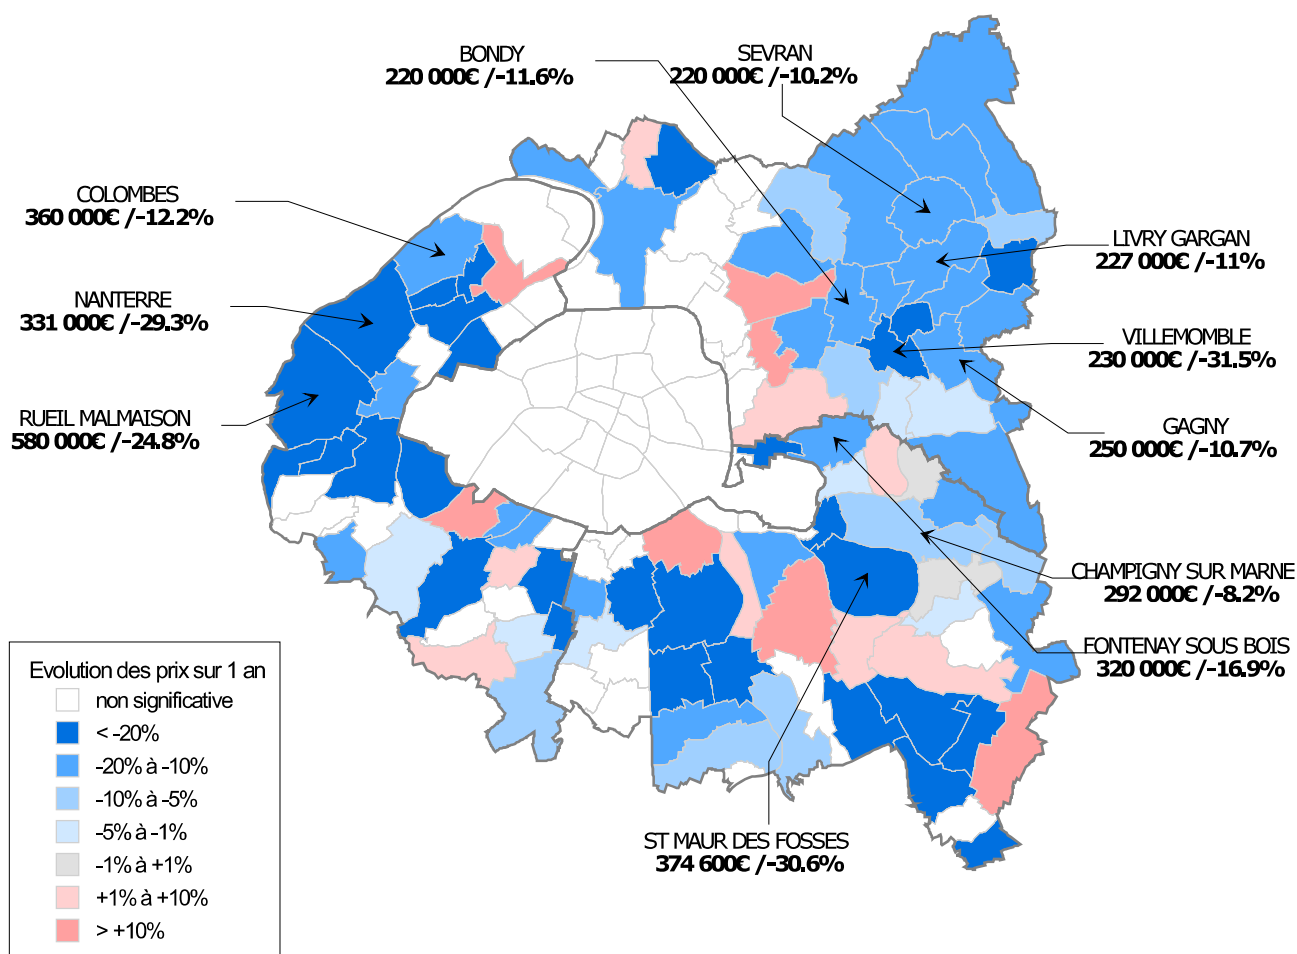 BONDY
220 000€ /-11.6%
SEVRAN
220 000€ /-10.2%
COLOMBES
360 000€ /-12.2%
LIVRY GARGAN
227 000€ /-11%
NANTERRE
331 000€ /-29.3%
VILLEMOMBLE
230 000€ /-31.5%
RUEIL MALMAISON
580 000€ /-24.8%
GAGNY
250 000€ /-10.7%
CHAMPIGNY SUR MARNE
292 000€ /-8.2%
FONTENAY SOUS BOIS
320 000€ /-16.9%
ST MAUR DES FOSSES
374 600€ /-30.6%
Evolution des prix sur 1 an
non significative
< -20%
-20% à -10%
-10% à -5%
-5% à -1%
-1% à +1%
+1% à +10%
> +10%